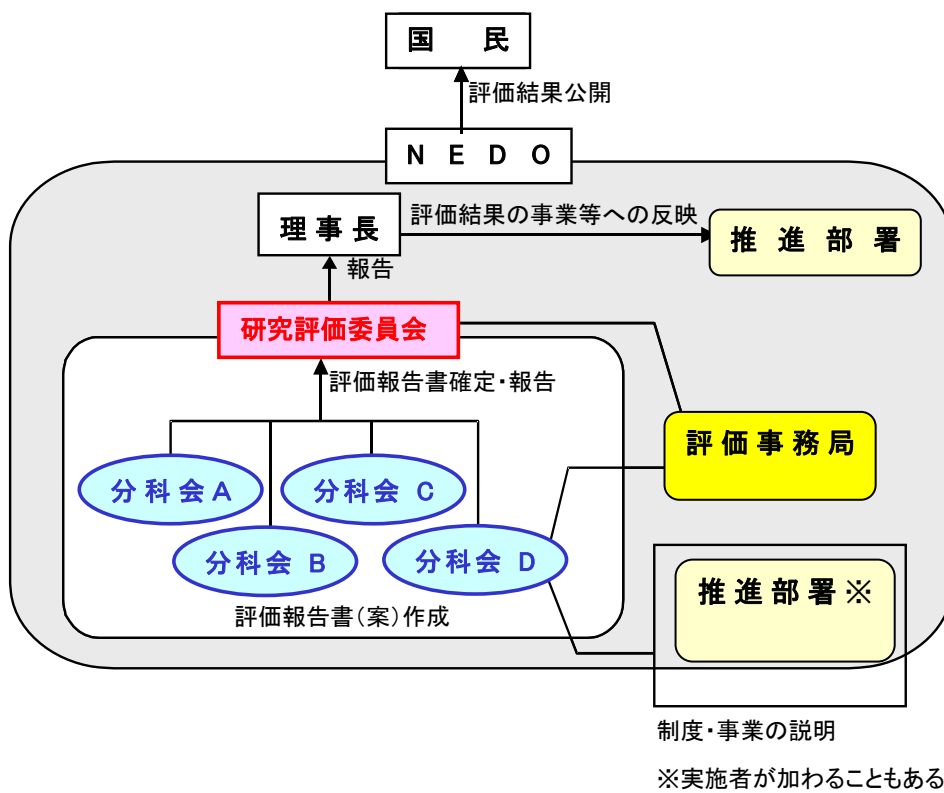 国 民
評価結果公開
N E D O
理事長
評価結果の事業等への反映
推進部署
報告
研究評価委員会
評価報告書確定・報告
評価事務局
分科会A
分科会 C
分科会 B
分科会 D
推進部署※
評価報告書(案)作成
制度・事業の説明
※実施者が加わることもある